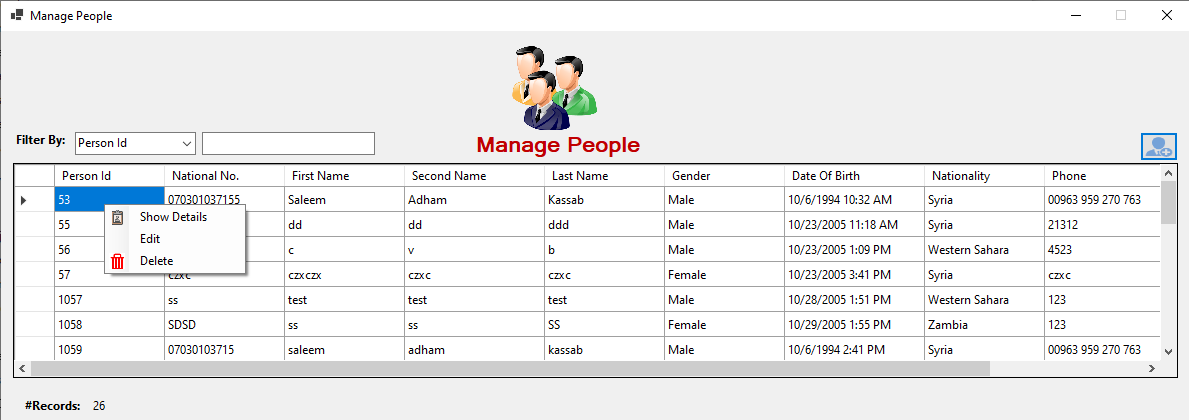 Manage People
Filter By: Person Id
Manage People
Person Id National No. First Name Second Name Last Name Gender Date Of Birth Nationality Phone
53 070301037155 Saleem Adham Kassab Male 10/6/1994 10:32 AM Syria 00963 959 270 763
Show Details
55 dd dd ddd Male 10/23/2005 11:18 AM Syria 21312
Edit
56 c v b Male 10/23/2005 1:09 PM Western Sahara 4523
Delete
57 czxc czxczx czxc czxc Female 10/23/2005 3:41 PM Syria czxc
1057 ss test test test Male 10/28/2005 1:51 PM Western Sahara 123
1058 SDSD ss ss SS Female 10/29/2005 1:55 PM Zambia 123
1059 07030103715 saleem adham kassab Male 10/6/1994 2:41 PM Syria 00963 959 270 763
#Records: 26